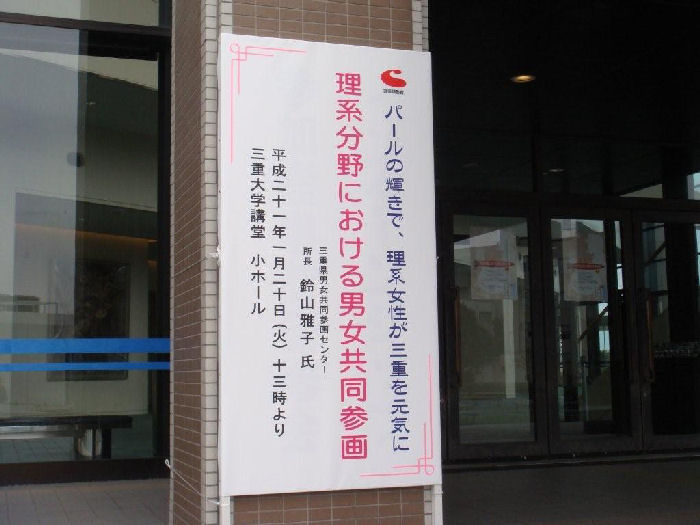 パールの輝きで、理系女性が三重を元気に
理系分野における男女共同参画
三重県男女共同参画センター
所長 鈴山雅子 氏
平成二十一年一月二十日（火）十三時より
三重大学講堂 小ホール